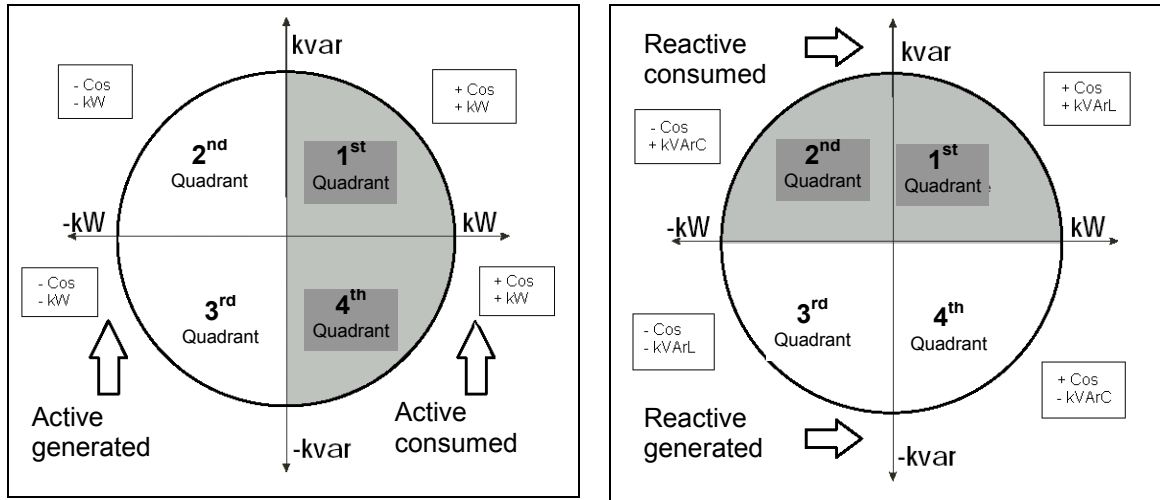 kvar
- Cos
- kW
+ Cos
+ kW
2nd
Quadrant
1st
Quadrant
-kW
kW
- Cos
- kW
+ Cos
+ kW
3rd
Quadrant
4th
Quadrant
Active
generated
Active
consumed
-kvar
Reactive
consumed
kvar
+ Cos
+ kVArL
- Cos
+ kVArC
2nd
Quadrant
1st
Quadrant
-kW
kW
- Cos
- kVArL
3rd
Quadrant
4th
Quadrant
+ Cos
- kVArC
Reactive
generated
-kvar